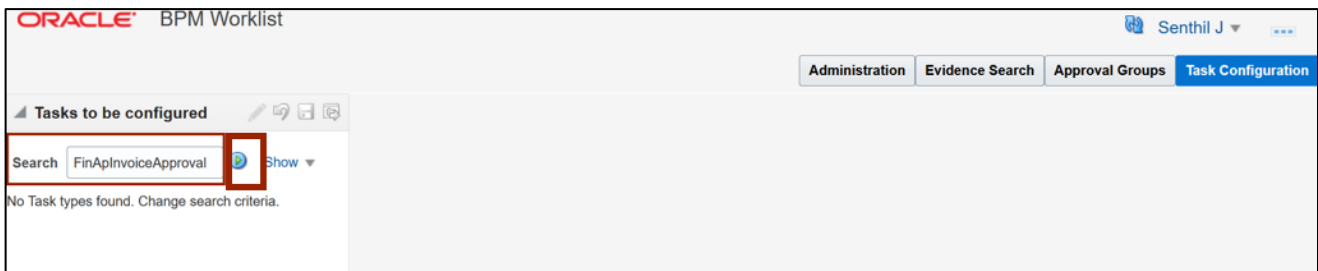 ORACLE® BPM Worklist
Senthil J
Administration Evidence Search Approval Groups Task Configuration
Tasks to be configured
Search FinApInvoiceApproval Show
No Task types found. Change search criteria.